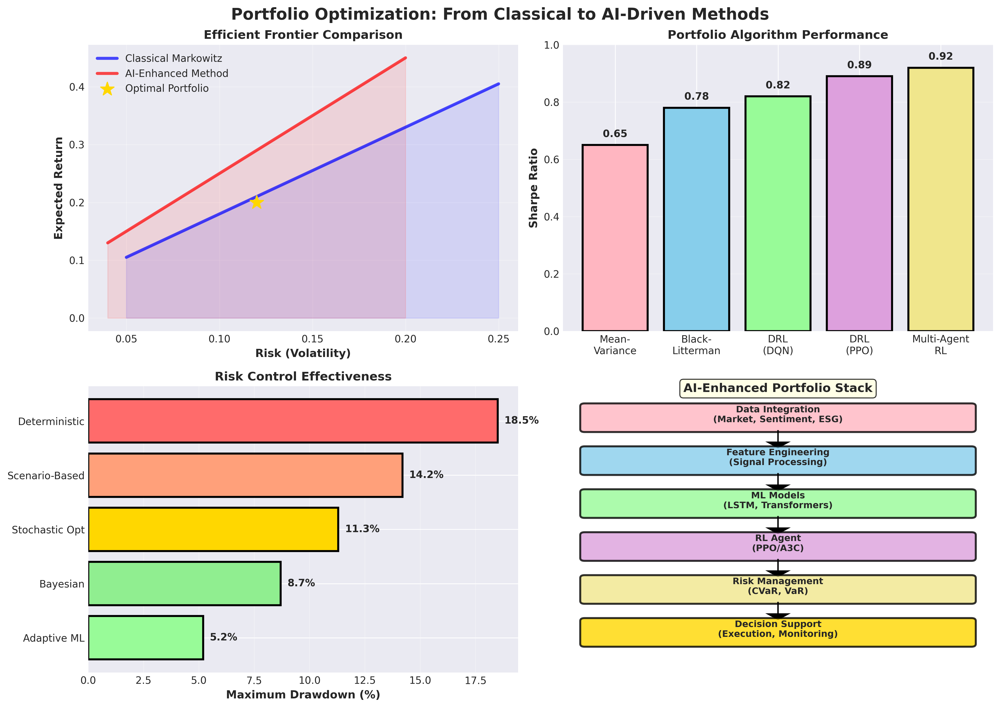 Portfolio Optimization: From Classical to AI-Driven Methods
Efficient Frontier Comparison
Classical Markowitz
AI-Enhanced Method
Optimal Portfolio
Expected Return
0.4
0.3
0.2
0.1
0.0
0.05
0.10
0.15
0.20
0.25
Risk (Volatility)
Portfolio Algorithm Performance
Sharpe Ratio
1.0
0.8
0.6
0.4
0.2
0.0
0.65
0.78
0.82
0.89
0.92
Mean-
Variance
Black-
Litterman
DRL
(DQN)
DRL
(PPO)
Multi-Agent
RL
Risk Control Effectiveness
Deterministic
18.5%
Scenario-Based
14.2%
Stochastic Opt
11.3%
Bayesian
8.7%
Adaptive ML
5.2%
0.0
2.5
5.0
7.5
10.0
12.5
15.0
17.5
Maximum Drawdown (%)
AI-Enhanced Portfolio Stack
Data Integration
(Market, Sentiment, ESG)
Feature Engineering
(Signal Processing)
ML Models
(LSTM, Transformers)
RL Agent
(PPO/A3C)
Risk Management
(CVaR, VaR)
Decision Support
(Execution, Monitoring)